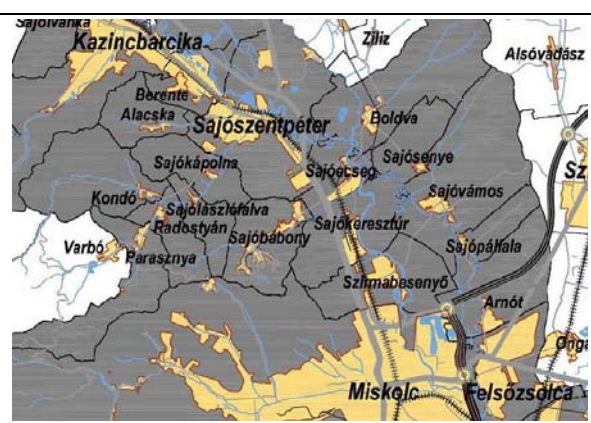 Sajóivánka
Kazincbarcika
Ziliz
Alsóvadász
Berente
Alacska
Boldva
Sajószentpéter
Sajókápolna
Sajóecseg
Sajósenye
Sz
Kondó
Sajólászlófalva
Sajóvámos
Radostyán
Sajókeresztúr
Varbó
Parasznya
Sajóbábony
Sajópálfala
Szirmabesenyő
Arnót
Onga
Miskolc
Felsőzsolca